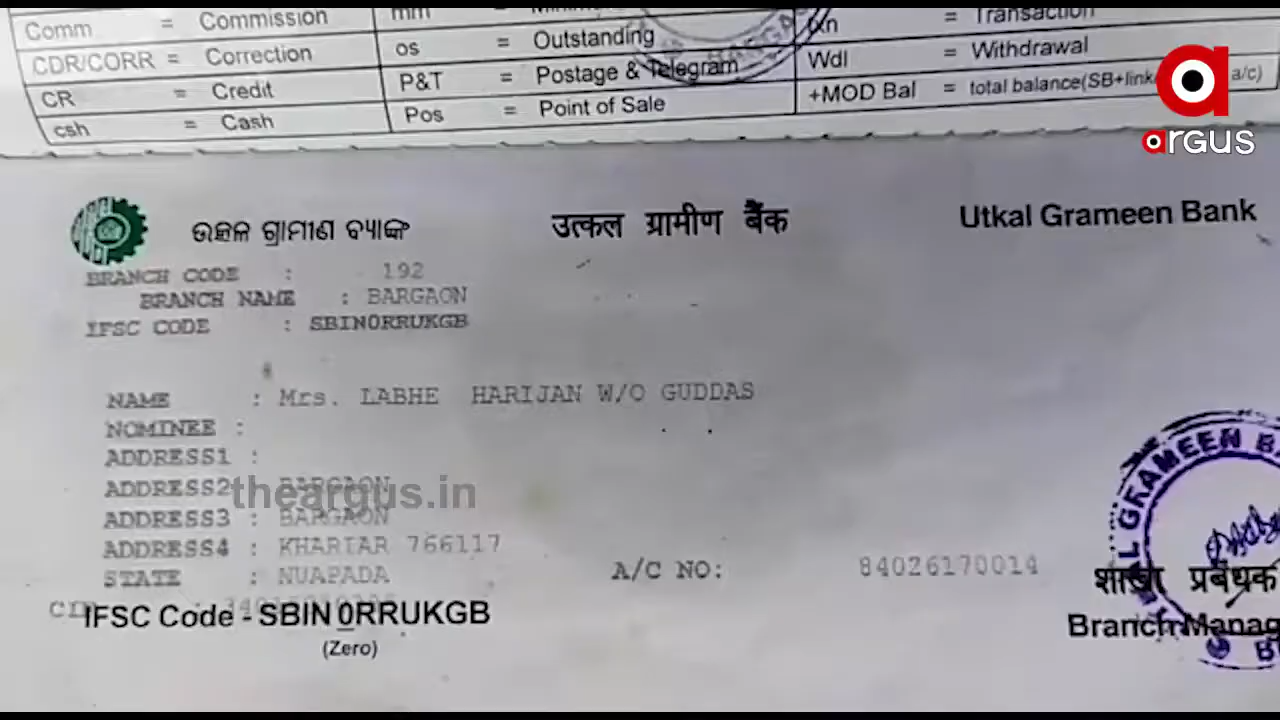 Comm = Commission
CDR/CORR = Correction
CR = Credit
csh = Cash
mm
os = Outstanding
P&T = Postage & Telegram
Pos = Point of Sale
= Transaction
Wdl = Withdrawal
+MOD Bal = total balance(SB+link a/c)
argus
ଉତ୍କଳ ଗ୍ରାମୀଣ ବ୍ୟାଙ୍କ उत्कल ग्रामीण बैंक Utkal Grameen Bank
BRANCH CODE : 192
BRANCH NAME : BARGAON
IFSC CODE : SBIN0RRUKGB
NAME : Mrs. LABHE HARIJAN W/O GUDDAS
NOMINEE :
ADDRESS1 :
ADDRESS2 : BARGAON
theargus.in
ADDRESS3 : BARGAON
ADDRESS4 : KHARIAR 766117
STATE : NUAPADA A/C NO: 84026170014
IFSC Code - SBIN0RRUKGB
(Zero)
GRAMEEN
शाखा प्रबंधक
Branch Manag